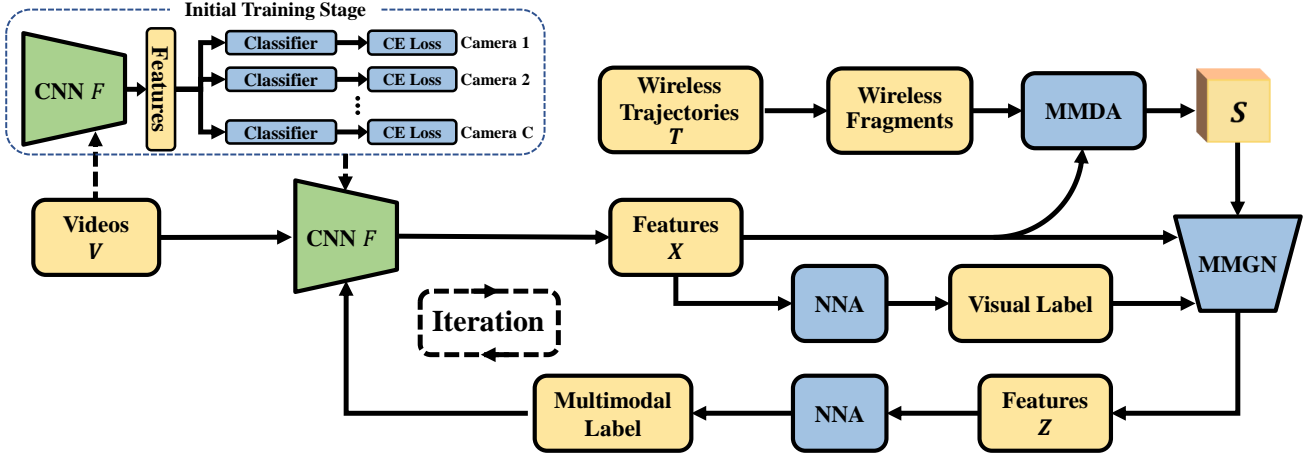 Initial Training Stage
CNN F
Features
Classifier
CE Loss
Camera 1
Classifier
CE Loss
Camera 2
Classifier
CE Loss
Camera C
Wireless
Trajectories
T
Wireless
Fragments
MMDA
S
Videos
V
CNN F
Features
X
MMGN
NNA
Visual Label
Iteration
Multimodal
Label
NNA
Features
Z